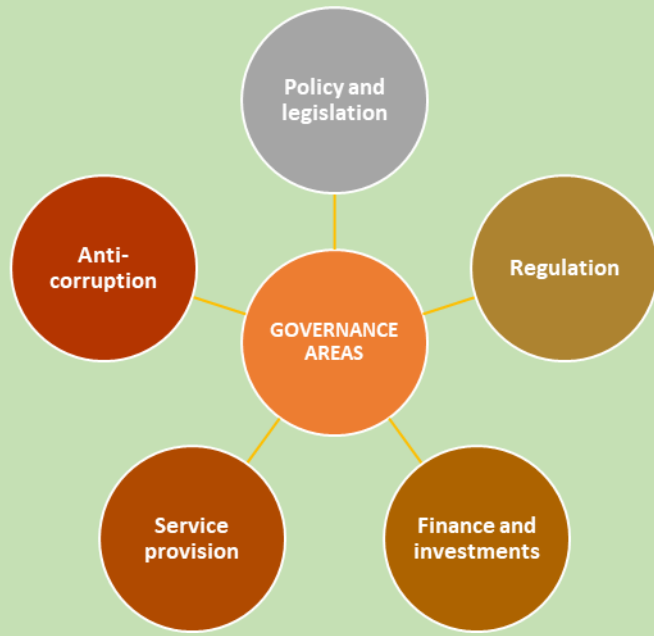 Policy and
legislation
Anti-
corruption
Regulation
GOVERNANCE
AREAS
Service
provision
Finance and
investments